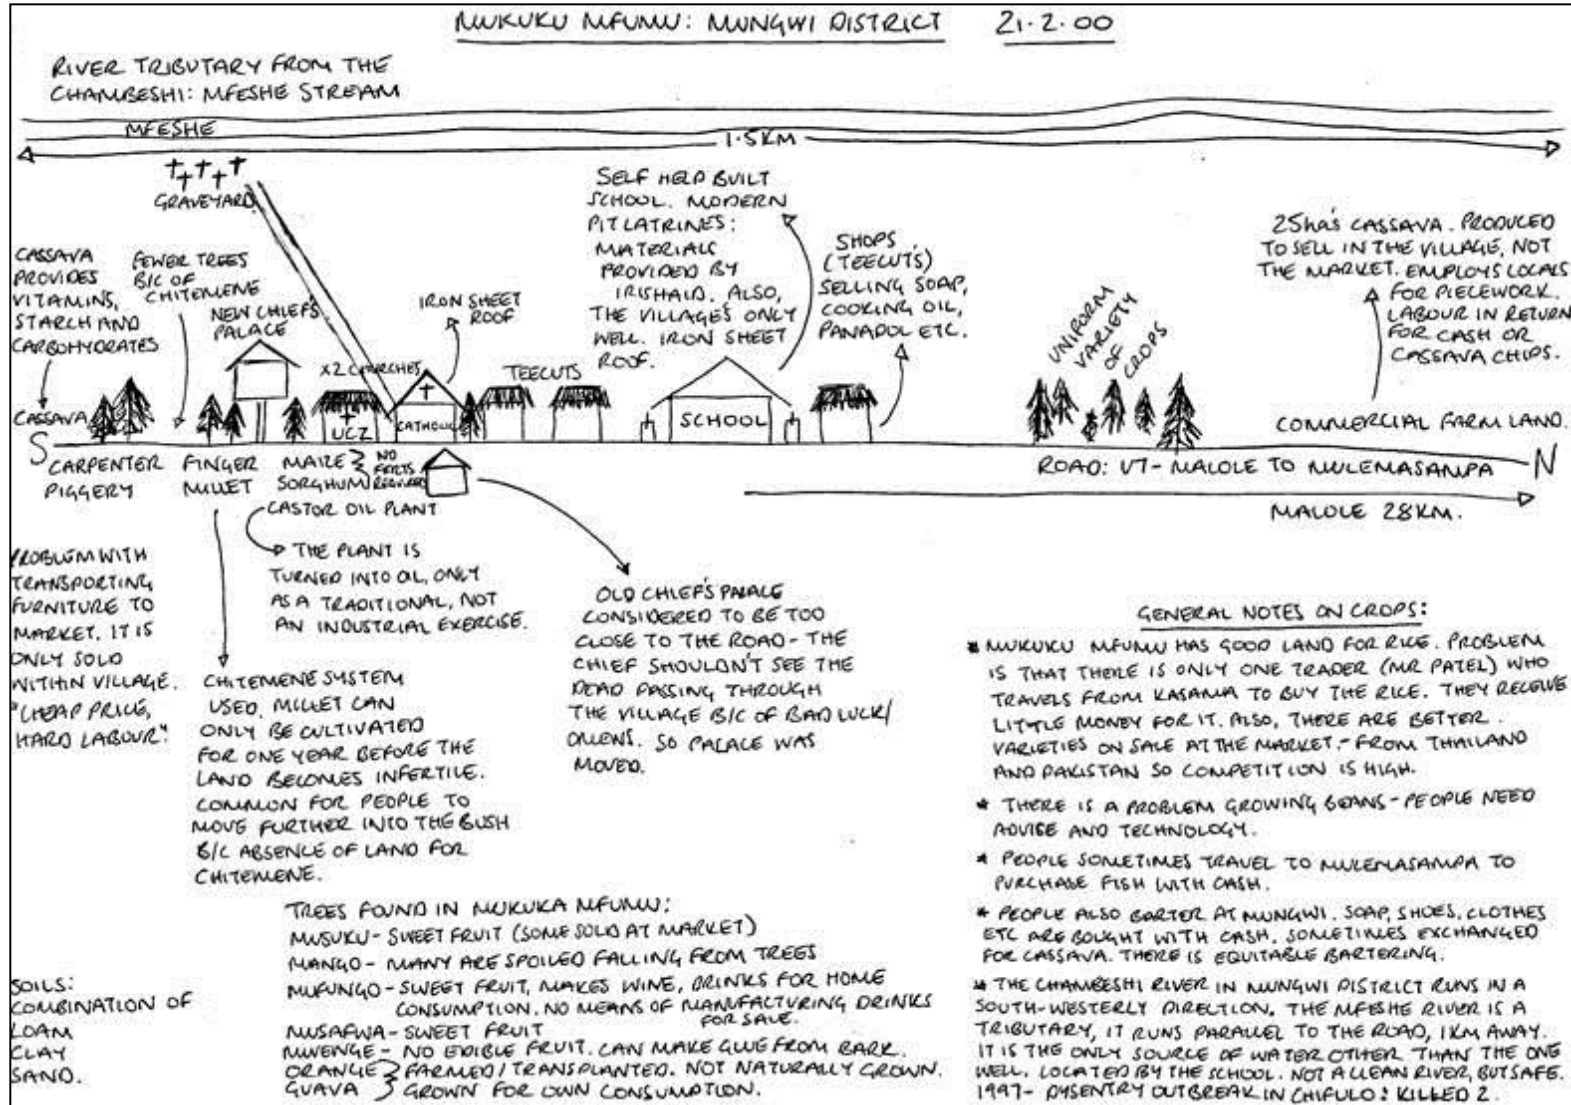 MUKUKU MFUMU: MUNGWI DISTRICT 21.2.00
RIVER TRIBUTARY FROM THE
CHAMBESHI: MFESHE STREAM
MFESHE
1.5KM
GRAVEYARD
CASSAVA
PROVIDES
VITAMINS,
STARCH AND
CARBOHYDRATES
FEWER TREES
B/C OF
CHITEMENE
NEW CHIEF'S
PALACE
X2 CHURCHES
IRON SHEET
ROOF
TEECUTS
SELF HELP BUILT
SCHOOL. MODERN
PIT LATRINES:
MATERIALS
PROVIDED BY
IRISHAID. ALSO,
THE VILLAGE'S ONLY
WELL. IRON SHEET
ROOF.
SHOPS
(TEECUTS)
SELLING SOAP,
COOKING OIL,
PANADOL ETC.
UNIFORM
VARIETY
OF
CROPS
25ha's CASSAVA. PRODUCED
TO SELL IN THE VILLAGE, NOT
THE MARKET. EMPLOYS LOCALS
FOR PIECEWORK.
LABOUR IN RETURN
FOR CASH OR
CASSAVA CHIPS.
CASSAVA
UCZ
CATHOLIC
SCHOOL
COMMERCIAL FARM LAND.
S
CARPENTER
PIGGERY
FINGER
MILLET
MAIZE
SORGHUM
NO
FERTS
REQUIRED
CASTOR OIL PLANT
ROAD: U7 - MALOLE TO MULEMASAMPA
N
MALOLE 28KM.
PROBLEM WITH
TRANSPORTING
FURNITURE TO
MARKET. IT IS
ONLY SOLD
WITHIN VILLAGE.
"CHEAP PRICE,
HARD LABOUR".
THE PLANT IS
TURNED INTO OIL, ONLY
AS A TRADITIONAL, NOT
AN INDUSTRIAL EXERCISE.
CHITEMENE SYSTEM
USED. MILLET CAN
ONLY BE CULTIVATED
FOR ONE YEAR BEFORE THE
LAND BECOMES INFERTILE.
COMMON FOR PEOPLE TO
MOVE FURTHER INTO THE BUSH
B/C ABSENCE OF LAND FOR
CHITEMENE.
OLD CHIEF'S PALACE
CONSIDERED TO BE TOO
CLOSE TO THE ROAD - THE
CHIEF SHOULDN'T SEE THE
DEAD PASSING THROUGH
THE VILLAGE B/C OF BAD LUCK/
OMENS. SO PALACE WAS
MOVED.
GENERAL NOTES ON CROPS:
* MUKUKU MFUMU HAS GOOD LAND FOR RICE. PROBLEM
IS THAT THERE IS ONLY ONE TRADER (MR PATEL) WHO
TRAVELS FROM KASAMA TO BUY THE RICE. THEY RECEIVE
LITTLE MONEY FOR IT. ALSO, THERE ARE BETTER
VARIETIES ON SALE AT THE MARKET - FROM THAILAND
AND PAKISTAN SO COMPETITION IS HIGH.
* THERE IS A PROBLEM GROWING BEANS - PEOPLE NEED
ADVISE AND TECHNOLOGY.
* PEOPLE SOMETIMES TRAVEL TO MULEMASAMPA TO
PURCHASE FISH WITH CASH.
* PEOPLE ALSO BARTER AT MUNGWI. SOAP, SHOES, CLOTHES
ETC ARE BOUGHT WITH CASH. SOMETIMES EXCHANGED
FOR CASSAVA. THERE IS EQUITABLE BARTERING.
* THE CHAMBESHI RIVER IN MUNGWI DISTRICT RUNS IN A
SOUTH-WESTERLY DIRECTION. THE MFESHE RIVER IS A
TRIBUTARY, IT RUNS PARALLEL TO THE ROAD, 1KM AWAY.
IT IS THE ONLY SOURCE OF WATER OTHER THAN THE ONE
WELL, LOCATED BY THE SCHOOL. NOT A CLEAN RIVER, BUT SAFE.
1997 - DYSENTRY OUTBREAK IN CHIFULO: KILLED 2.
TREES FOUND IN MUKUKA MFUMU:
MUSUKU - SWEET FRUIT (SOME SOLD AT MARKET)
MANGO - MANY ARE SPOILED FALLING FROM TREES
MUFUNGO - SWEET FRUIT, MAKES WINE, DRINKS FOR HOME
CONSUMPTION. NO MEANS OF MANUFACTURING DRINKS
FOR SALE.
MUSAFWA - SWEET FRUIT
MWENGE - NO EDIBLE FRUIT. CAN MAKE GLUE FROM BARK.
ORANGE } FARMED / TRANSPLANTED. NOT NATURALLY GROWN.
GUAVA } GROWN FOR OWN CONSUMPTION.
SOILS:
COMBINATION OF
LOAM
CLAY
SAND.